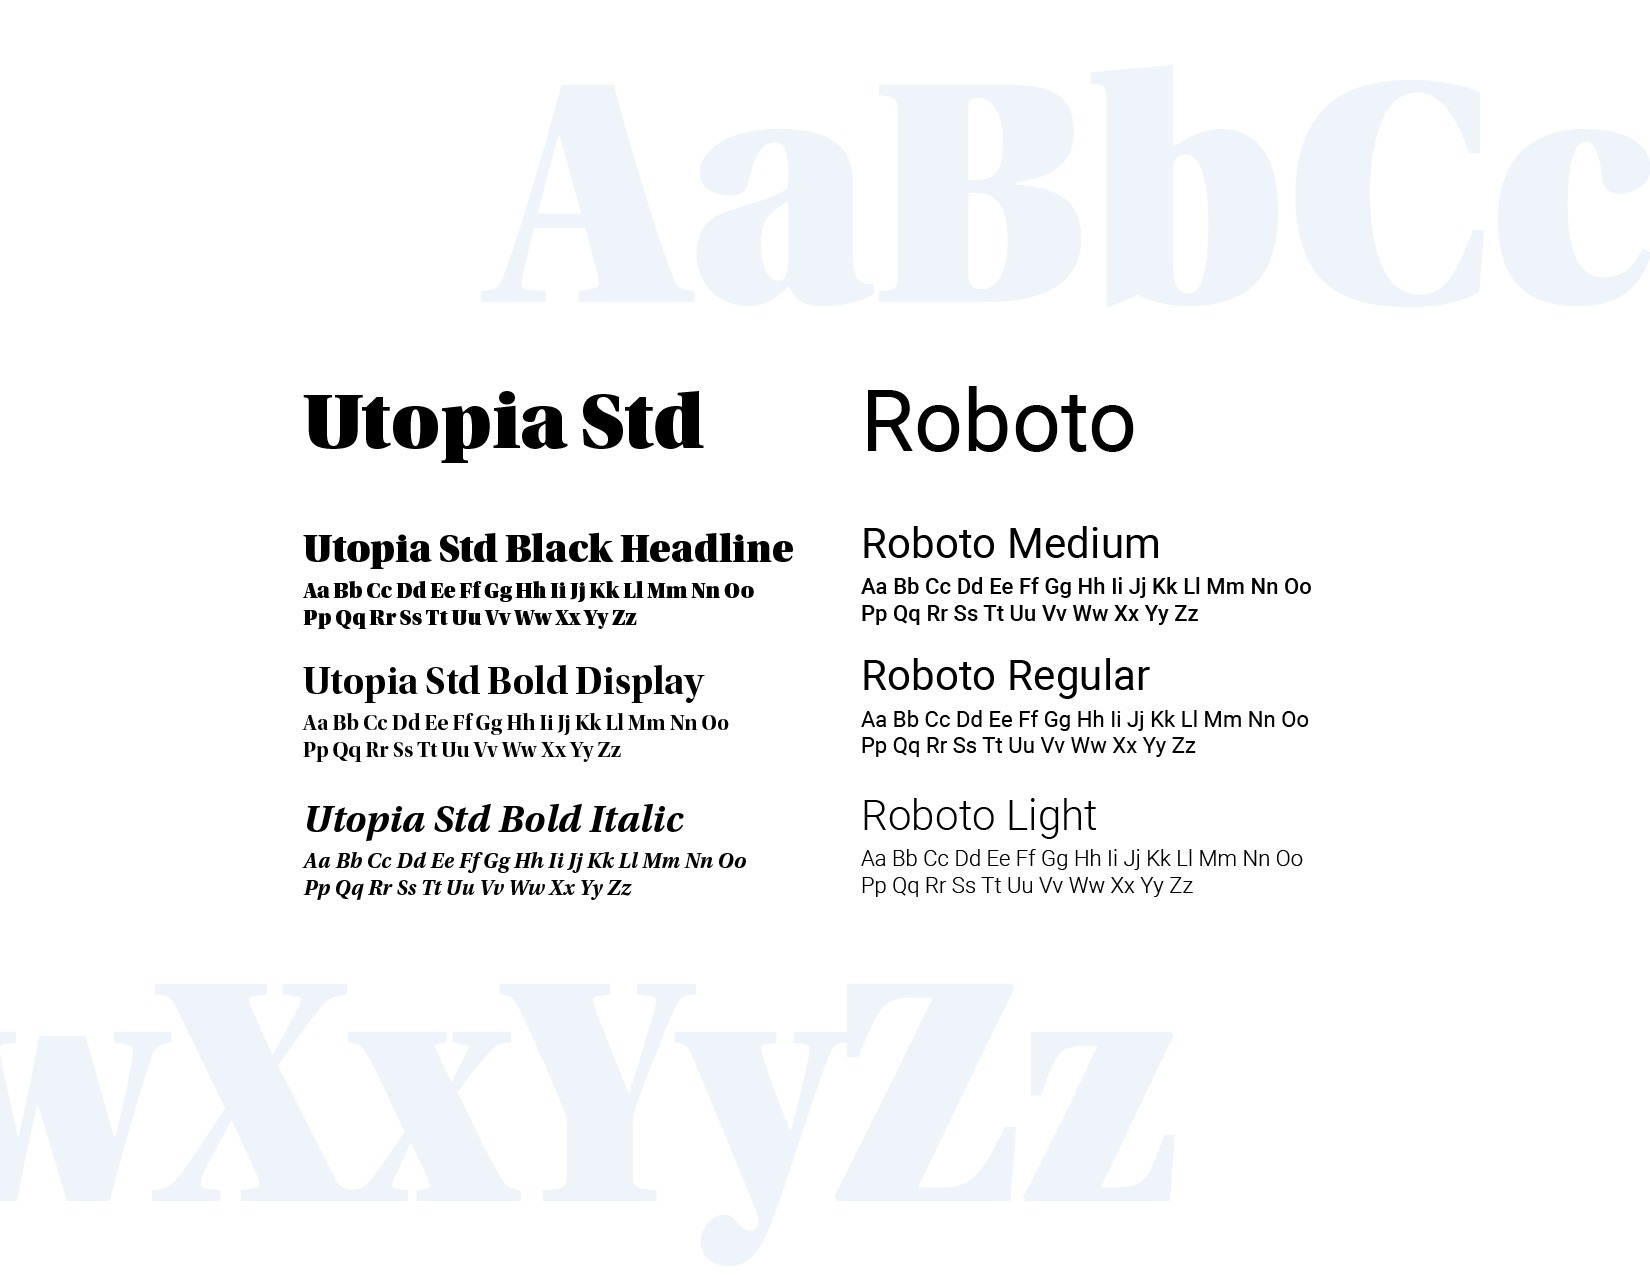 AaBbCc
Utopia Std
Utopia Std Black Headline
Aa Bb Cc Dd Ee Ff Gg Hh Ii Jj Kk Ll Mm Nn Oo
Pp Qq Rr Ss Tt Uu Vv Ww Xx Yy Zz
Utopia Std Bold Display
Aa Bb Cc Dd Ee Ff Gg Hh Ii Jj Kk Ll Mm Nn Oo
Pp Qq Rr Ss Tt Uu Vv Ww Xx Yy Zz
Utopia Std Bold Italic
Aa Bb Cc Dd Ee Ff Gg Hh Ii Jj Kk Ll Mm Nn Oo
Pp Qq Rr Ss Tt Uu Vv Ww Xx Yy Zz
Roboto
Roboto Medium
Aa Bb Cc Dd Ee Ff Gg Hh Ii Jj Kk Ll Mm Nn Oo
Pp Qq Rr Ss Tt Uu Vv Ww Xx Yy Zz
Roboto Regular
Aa Bb Cc Dd Ee Ff Gg Hh Ii Jj Kk Ll Mm Nn Oo
Pp Qq Rr Ss Tt Uu Vv Ww Xx Yy Zz
Roboto Light
Aa Bb Cc Dd Ee Ff Gg Hh Ii Jj Kk Ll Mm Nn Oo
Pp Qq Rr Ss Tt Uu Vv Ww Xx Yy Zz
wXxYyZz